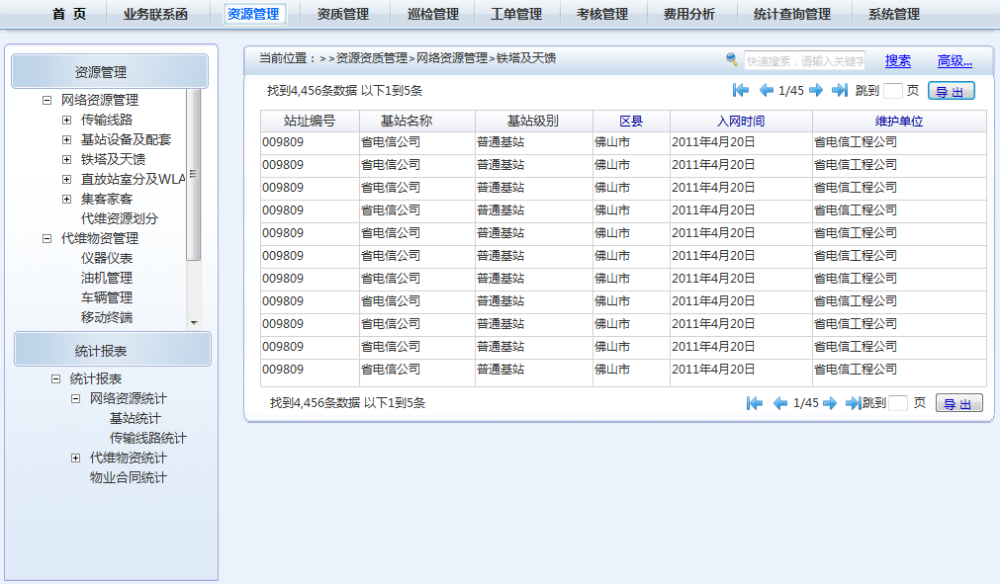 首 页 业务联系函 资源管理 资质管理 巡检管理 工单管理 考核管理 费用分析 统计查询管理 系统管理
资源管理
网络资源管理
传输线路
基站设备及配套
铁塔及天馈
直放站室分及WLA
集客家客
代维资源划分
代维物资管理
仪器仪表
油机管理
车辆管理
移动终端
统计报表
统计报表
网络资源统计
基站统计
传输线路统计
代维物资统计
物业合同统计
当前位置：>>资源资质管理>网络资源管理>铁塔及天馈 快速搜索，请输入关键字 搜索 高级...
找到4,456条数据 以下1到5条 1/45 跳到 页 导 出
站址编号 基站名称 基站级别 区县 入网时间 维护单位
009809 省电信公司 普通基站 佛山市 2011年4月20日 省电信工程公司
009809 省电信公司 普通基站 佛山市 2011年4月20日 省电信工程公司
009809 省电信公司 普通基站 佛山市 2011年4月20日 省电信工程公司
009809 省电信公司 普通基站 佛山市 2011年4月20日 省电信工程公司
009809 省电信公司 普通基站 佛山市 2011年4月20日 省电信工程公司
009809 省电信公司 普通基站 佛山市 2011年4月20日 省电信工程公司
009809 省电信公司 普通基站 佛山市 2011年4月20日 省电信工程公司
009809 省电信公司 普通基站 佛山市 2011年4月20日 省电信工程公司
009809 省电信公司 普通基站 佛山市 2011年4月20日 省电信工程公司
009809 省电信公司 普通基站 佛山市 2011年4月20日 省电信工程公司
009809 省电信公司 普通基站 佛山市 2011年4月20日 省电信工程公司
找到4,456条数据 以下1到5条 1/45 跳到 页 导 出